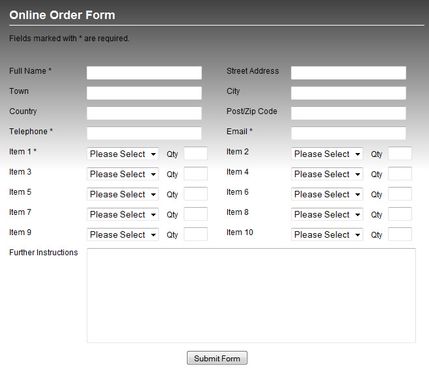 Online Order Form
Fields marked with * are required.
Full Name * Street Address
Town City
Country Post/Zip Code
Telephone * Email *
Item 1 * Please Select Qty Item 2 Please Select Qty
Item 3 Please Select Qty Item 4 Please Select Qty
Item 5 Please Select Qty Item 6 Please Select Qty
Item 7 Please Select Qty Item 8 Please Select Qty
Item 9 Please Select Qty Item 10 Please Select Qty
Further Instructions
Submit Form